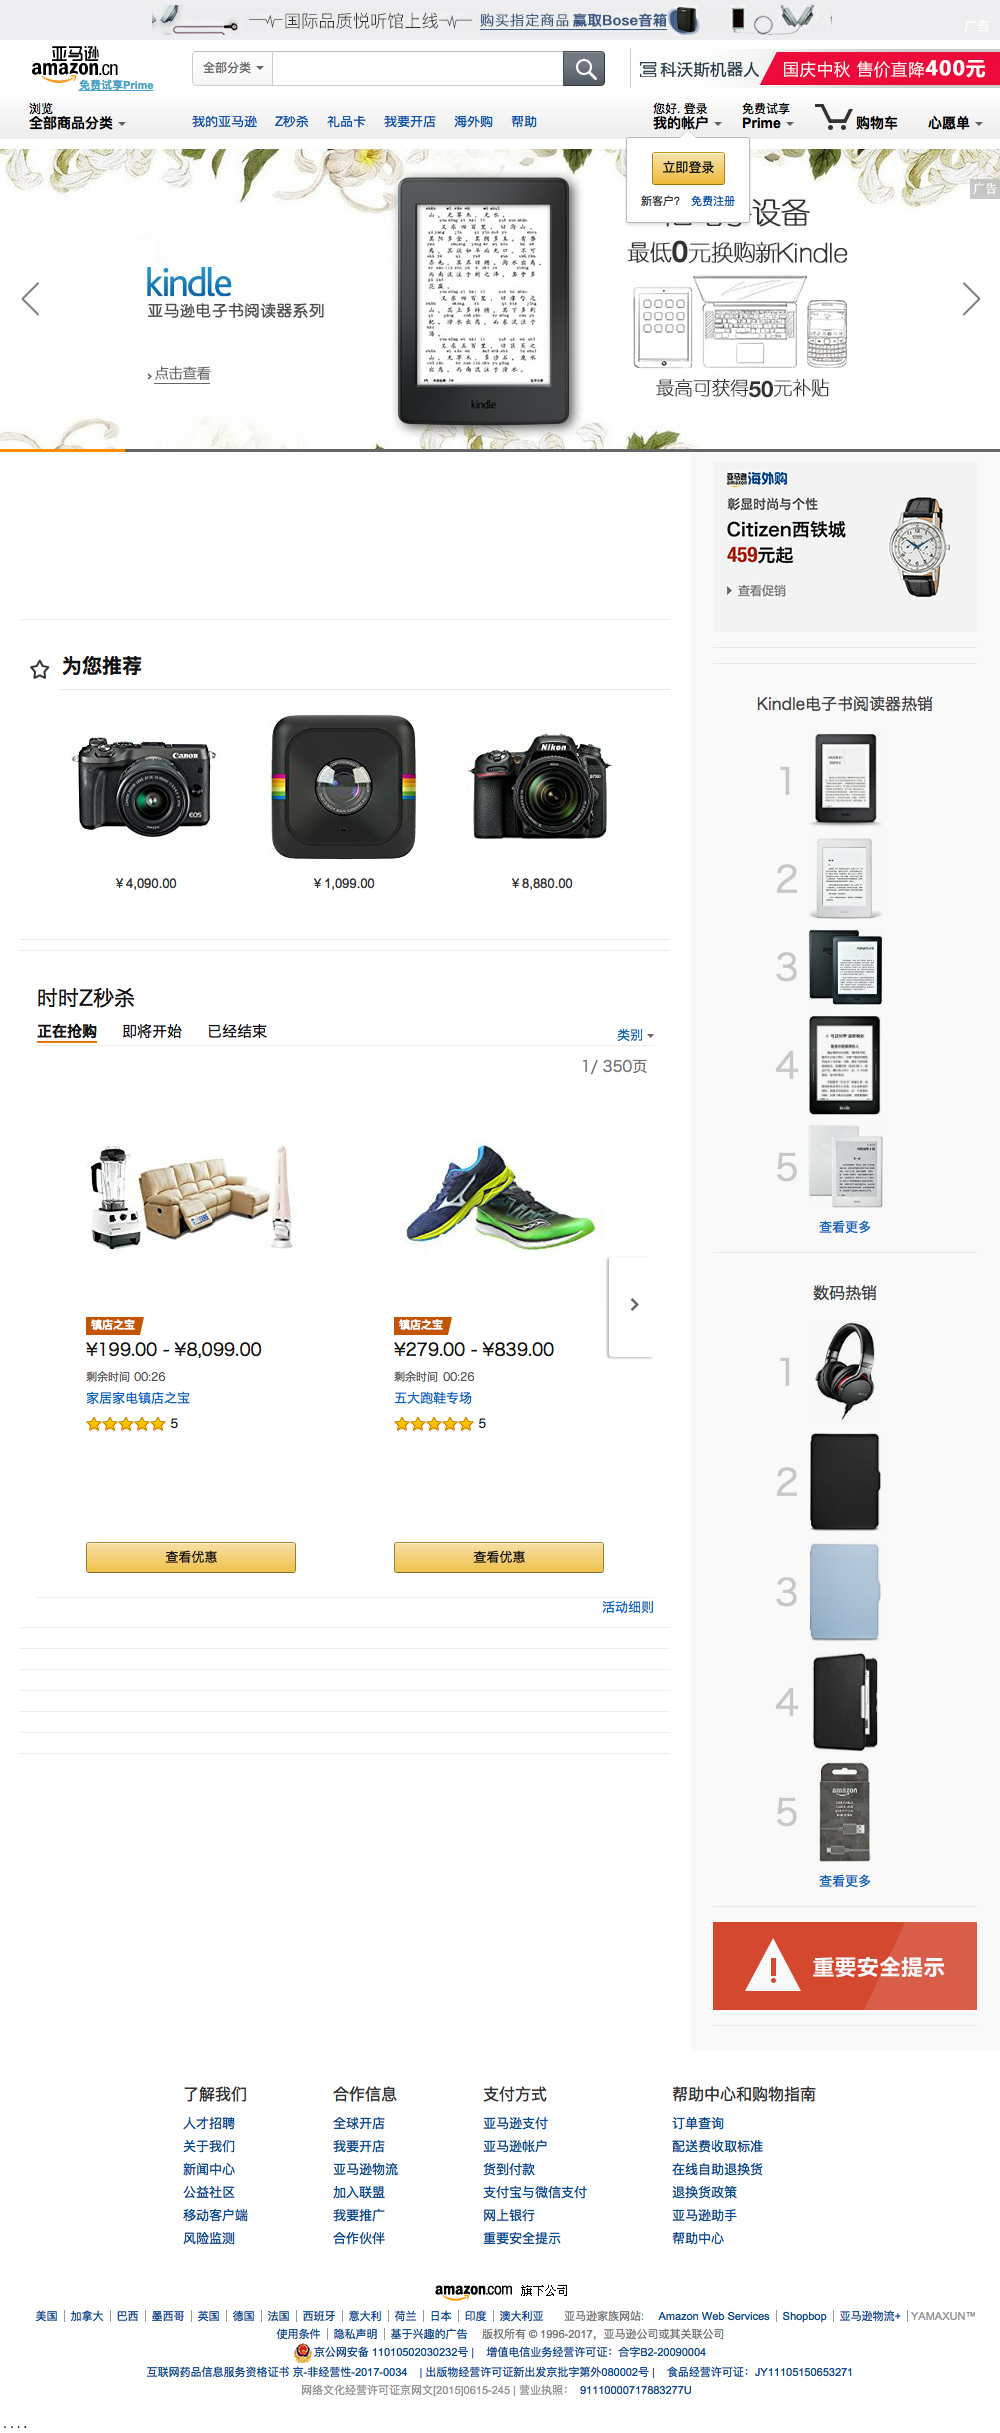 国际品质悦听馆上线
购买指定商品 赢取Bose音箱
广告
亚马逊
amazon.cn
免费试享Prime
全部分类
科沃斯机器人
国庆中秋 售价直降400元
浏览
全部商品分类
我的亚马逊 Z秒杀 礼品卡 我要开店 海外购 帮助
您好, 登录
我的帐户
免费试享
Prime
购物车
心愿单
立即登录
新客户? 免费注册
广告
设备
最低0元换购新Kindle
kindle
亚马逊电子书阅读器系列
点击查看
kindle
最高可获得50元补贴
亚马逊
amazon
海外购
彰显时尚与个性
Citizen西铁城
459元起
查看促销
为您推荐
Canon
EOS
Nikon
D7500
¥ 4,090.00
¥ 1,099.00
¥ 8,880.00
Kindle电子书阅读器热销
1
2
3
4
5
查看更多
时时Z秒杀
正在抢购 即将开始 已经结束
类别
1/ 350页
镇店之宝
¥199.00 - ¥8,099.00
剩余时间 00:26
家居家电镇店之宝
5
查看优惠
镇店之宝
¥279.00 - ¥839.00
剩余时间 00:26
五大跑鞋专场
5
查看优惠
活动细则
数码热销
1
2
3
4
5
amazon
查看更多
重要安全提示
了解我们
人才招聘
关于我们
新闻中心
公益社区
移动客户端
风险监测
合作信息
全球开店
我要开店
亚马逊物流
加入联盟
我要推广
合作伙伴
支付方式
亚马逊支付
亚马逊帐户
货到付款
支付宝与微信支付
网上银行
重要安全提示
帮助中心和购物指南
订单查询
配送费收取标准
在线自助退换货
退换货政策
亚马逊助手
帮助中心
amazon.com 旗下公司
美国 | 加拿大 | 巴西 | 墨西哥 | 英国 | 德国 | 法国 | 西班牙 | 意大利 | 荷兰 | 日本 | 印度 | 澳大利亚 亚马逊家族网站: Amazon Web Services | Shopbop | 亚马逊物流+ | YAMAXUN™
使用条件 | 隐私声明 | 基于兴趣的广告 版权所有 © 1996-2017, 亚马逊公司或其关联公司
京公网安备 11010502030232号 | 增值电信业务经营许可证：合字B2-20090004
互联网药品信息服务资格证书 京-非经营性-2017-0034 | 出版物经营许可证新出发京批字第外080002号 | 食品经营许可证：JY11105150653271
网络文化经营许可证京网文[2015]0615-245 | 营业执照： 91110000717883277U
. . . .